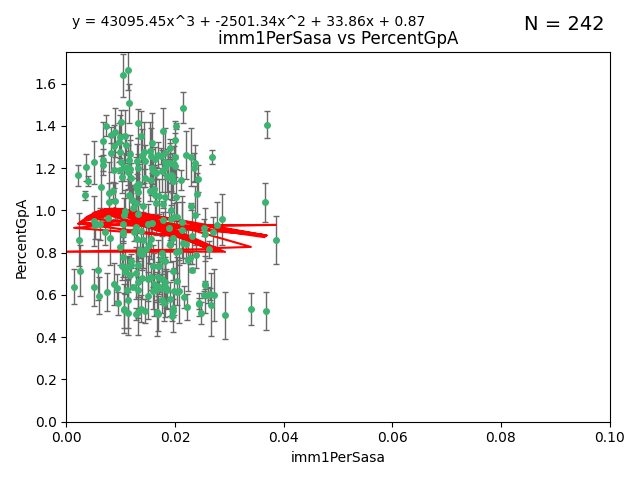 y = 43095.45x^3 + -2501.34x^2 + 33.86x + 0.87
N = 242
imm1PerSasa vs PercentGpA
PercentGpA
1.6
1.4
1.2
1.0
0.8
0.6
0.4
0.2
0.0
0.00 0.02 0.04 0.06 0.08 0.10
imm1PerSasa